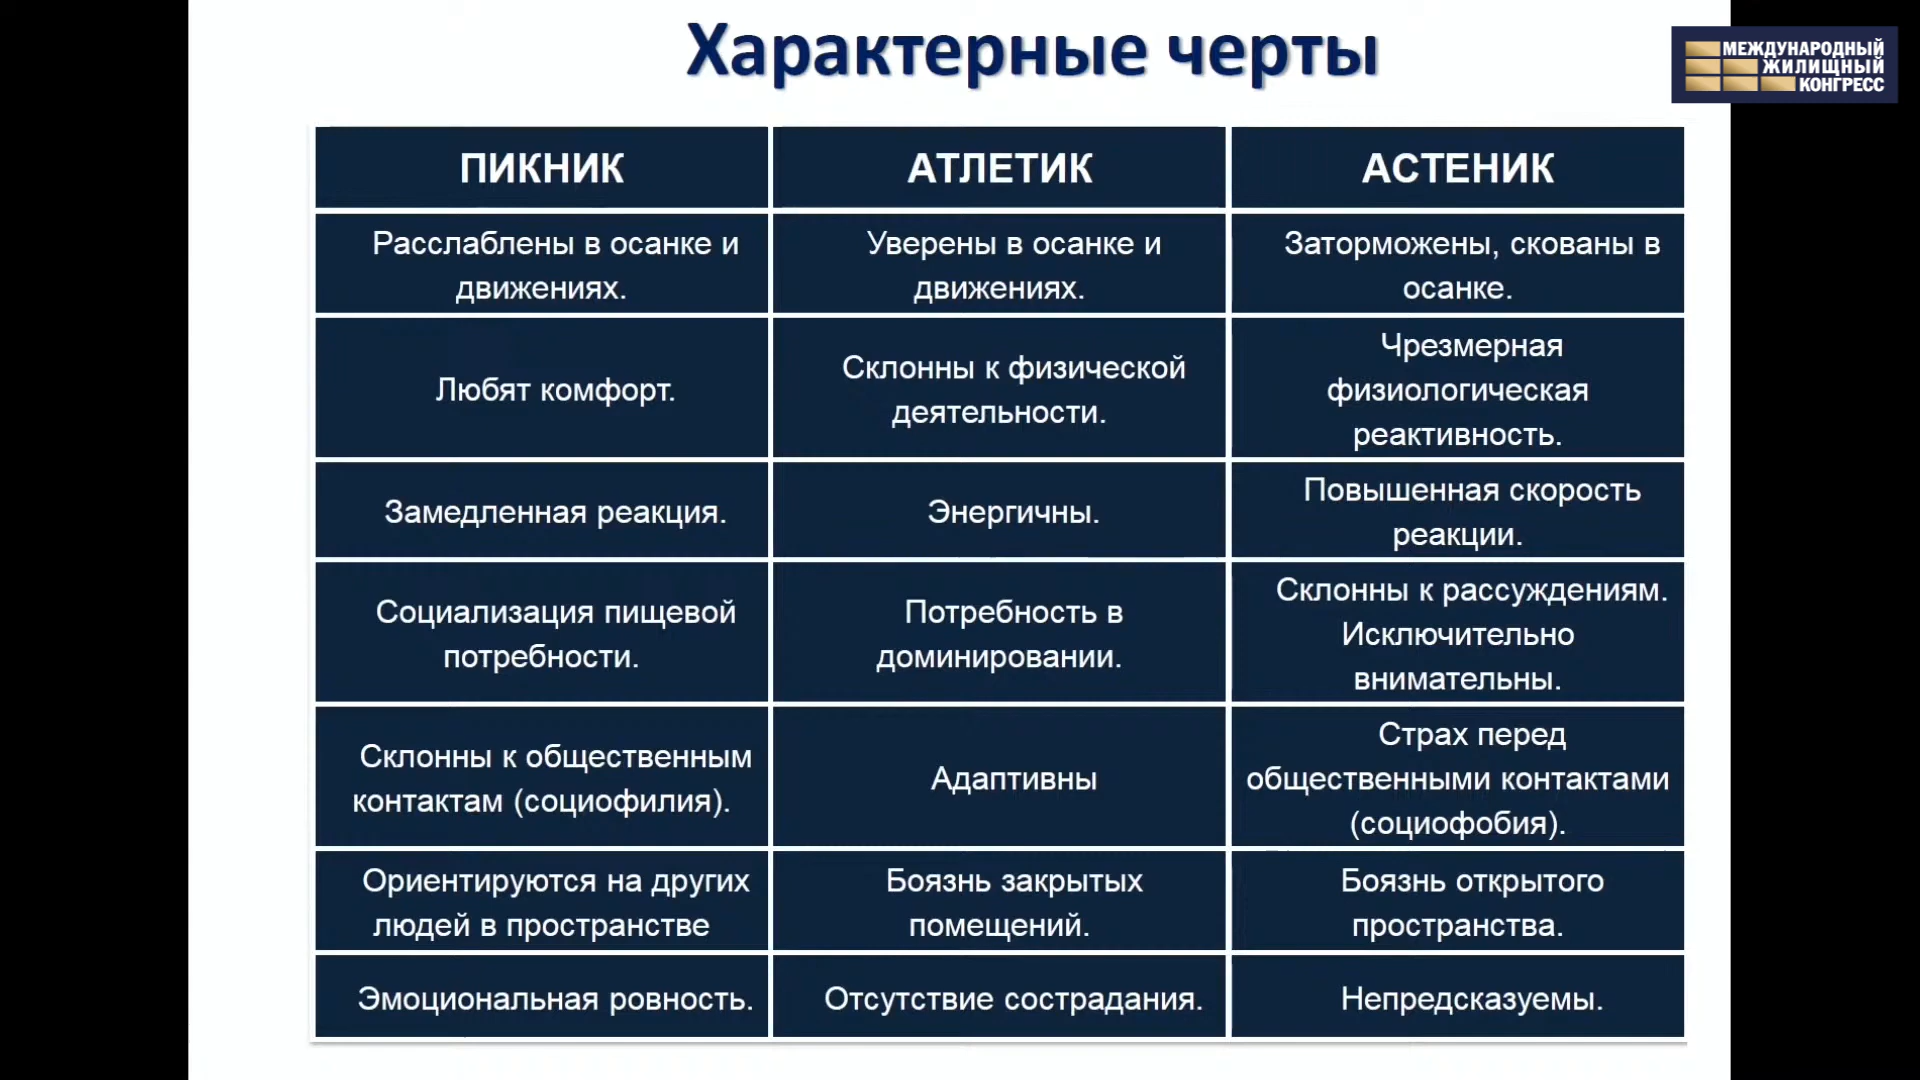 Характерные черты
МЕЖДУНАРОДНЫЙ
ЖИЛИЩНЫЙ
КОНГРЕСС
ПИКНИК
АТЛЕТИК
АСТЕНИК
Расслаблены в осанке и
движениях.
Уверены в осанке и
движениях.
Заторможены, скованы в
осанке.
Любят комфорт.
Склонны к физической
деятельности.
Чрезмерная
физиологическая
реактивность.
Замедленная реакция.
Энергичны.
Повышенная скорость
реакции.
Социализация пищевой
потребности.
Потребность в
доминировании.
Склонны к рассуждениям.
Исключительно
внимательны.
Склонны к общественным
контактам (социофилия).
Адаптивны
Страх перед
общественными контактами
(социофобия).
Ориентируются на других
людей в пространстве
Боязнь закрытых
помещений.
Боязнь открытого
пространства.
Эмоциональная ровность.
Отсутствие сострадания.
Непредсказуемы.